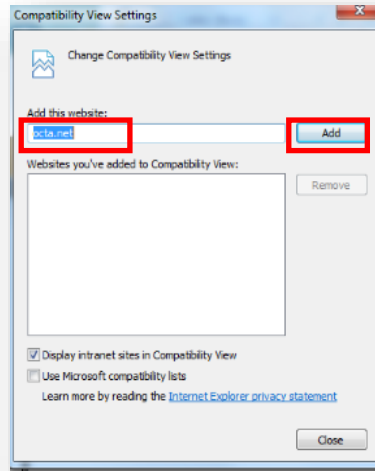 Compatibility View Settings
Change Compatibility View Settings
Add this website:
octa.net
Add
Websites you've added to Compatibility View:
Remove
Display intranet sites in Compatibility View
Use Microsoft compatibility lists
Learn more by reading the Internet Explorer privacy statement
Close